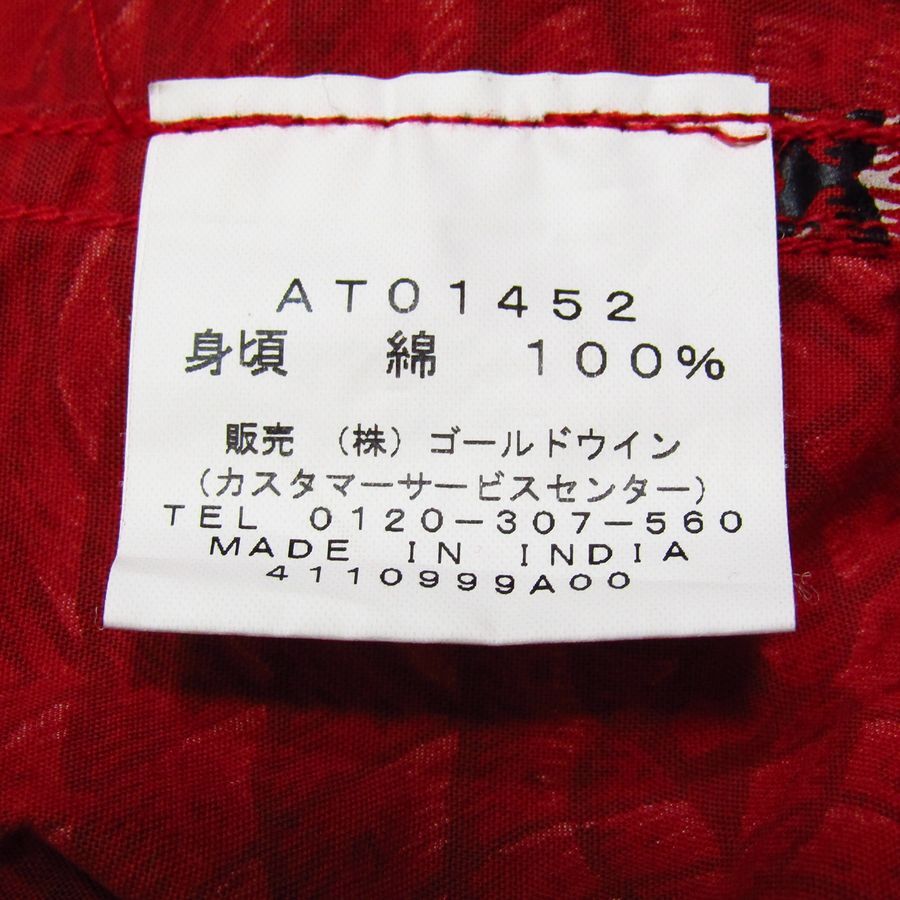 AT01452
身頃　綿　100%
販売　(株)ゴールドウイン
(カスタマーサービスセンター)
TEL 0120-307-560
MADE IN INDIA
4110999A00